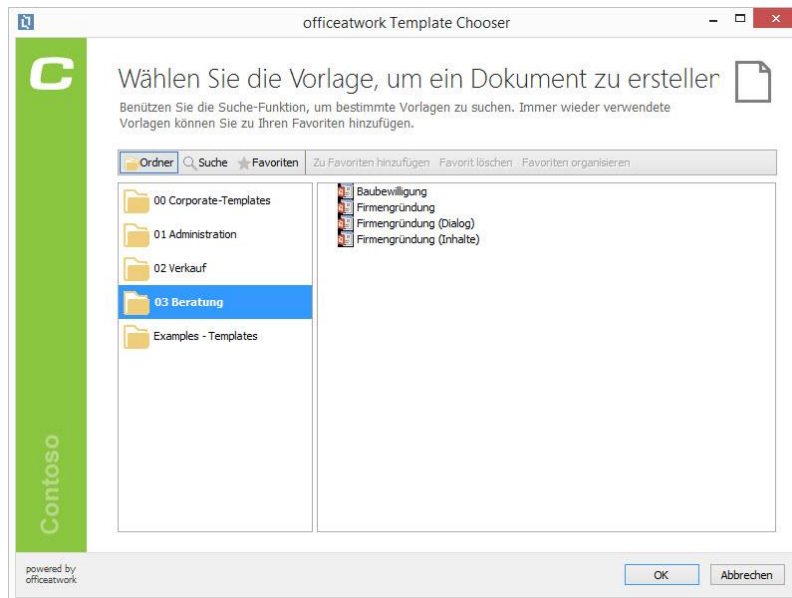 officeatwork Template Chooser
C
Wählen Sie die Vorlage, um ein Dokument zu erstellen
Benützen Sie die Suche-Funktion, um bestimmte Vorlagen zu suchen. Immer wieder verwendete
Vorlagen können Sie zu Ihren Favoriten hinzufügen.
Ordner Suche Favoriten Zu Favoriten hinzufügen Favorit löschen Favoriten organisieren
00 Corporate-Templates
01 Administration
02 Verkauf
03 Beratung
Examples - Templates
Baubewilligung
Firmengründung
Firmengründung (Dialog)
Firmengründung (Inhalte)
Contoso
powered by
officeatwork
OK Abbrechen